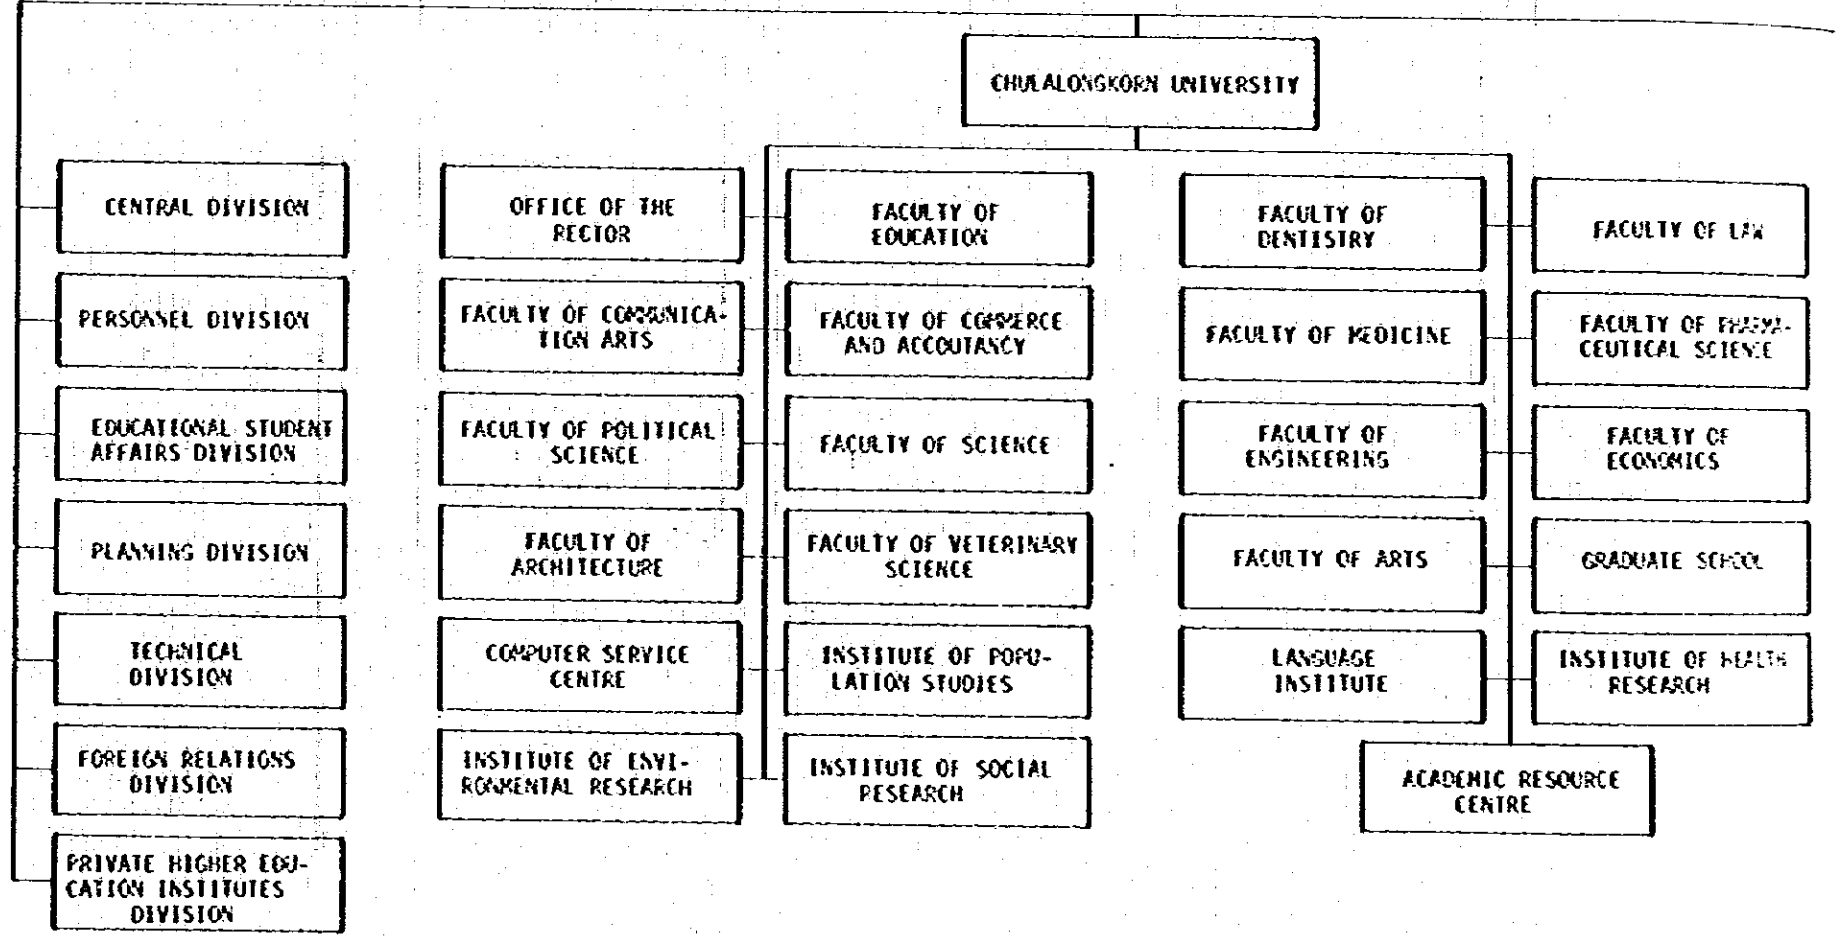 CHULALONGKORN UNIVERSITY
CENTRAL DIVISION
PERSONNEL DIVISION
EDUCATIONAL STUDENT
AFFAIRS DIVISION
PLANNING DIVISION
TECHNICAL
DIVISION
FOREIGN RELATIONS
DIVISION
PRIVATE HIGHER EDU-
CATION INSTITUTES
DIVISION
OFFICE OF THE
RECTOR
FACULTY OF COMMUNICA-
TION ARTS
FACULTY OF POLITICAL
SCIENCE
FACULTY OF
ARCHITECTURE
COMPUTER SERVICE
CENTRE
INSTITUTE OF ENVI-
RONMENTAL RESEARCH
FACULTY OF
EDUCATION
FACULTY OF COMMERCE
AND ACCOUTANCY
FACULTY OF SCIENCE
FACULTY OF VETERINARY
SCIENCE
INSTITUTE OF POPU-
LATION STUDIES
INSTITUTE OF SOCIAL
RESEARCH
FACULTY OF
DENTISTRY
FACULTY OF MEDICINE
FACULTY OF
ENGINEERING
FACULTY OF ARTS
LANGUAGE
INSTITUTE
FACULTY OF LAW
FACULTY OF PHARMA-
CEUTICAL SCIENCE
FACULTY OF
ECONOMICS
GRADUATE SCHOOL
INSTITUTE OF HEALTH
RESEARCH
ACADEMIC RESOURCE
CENTRE